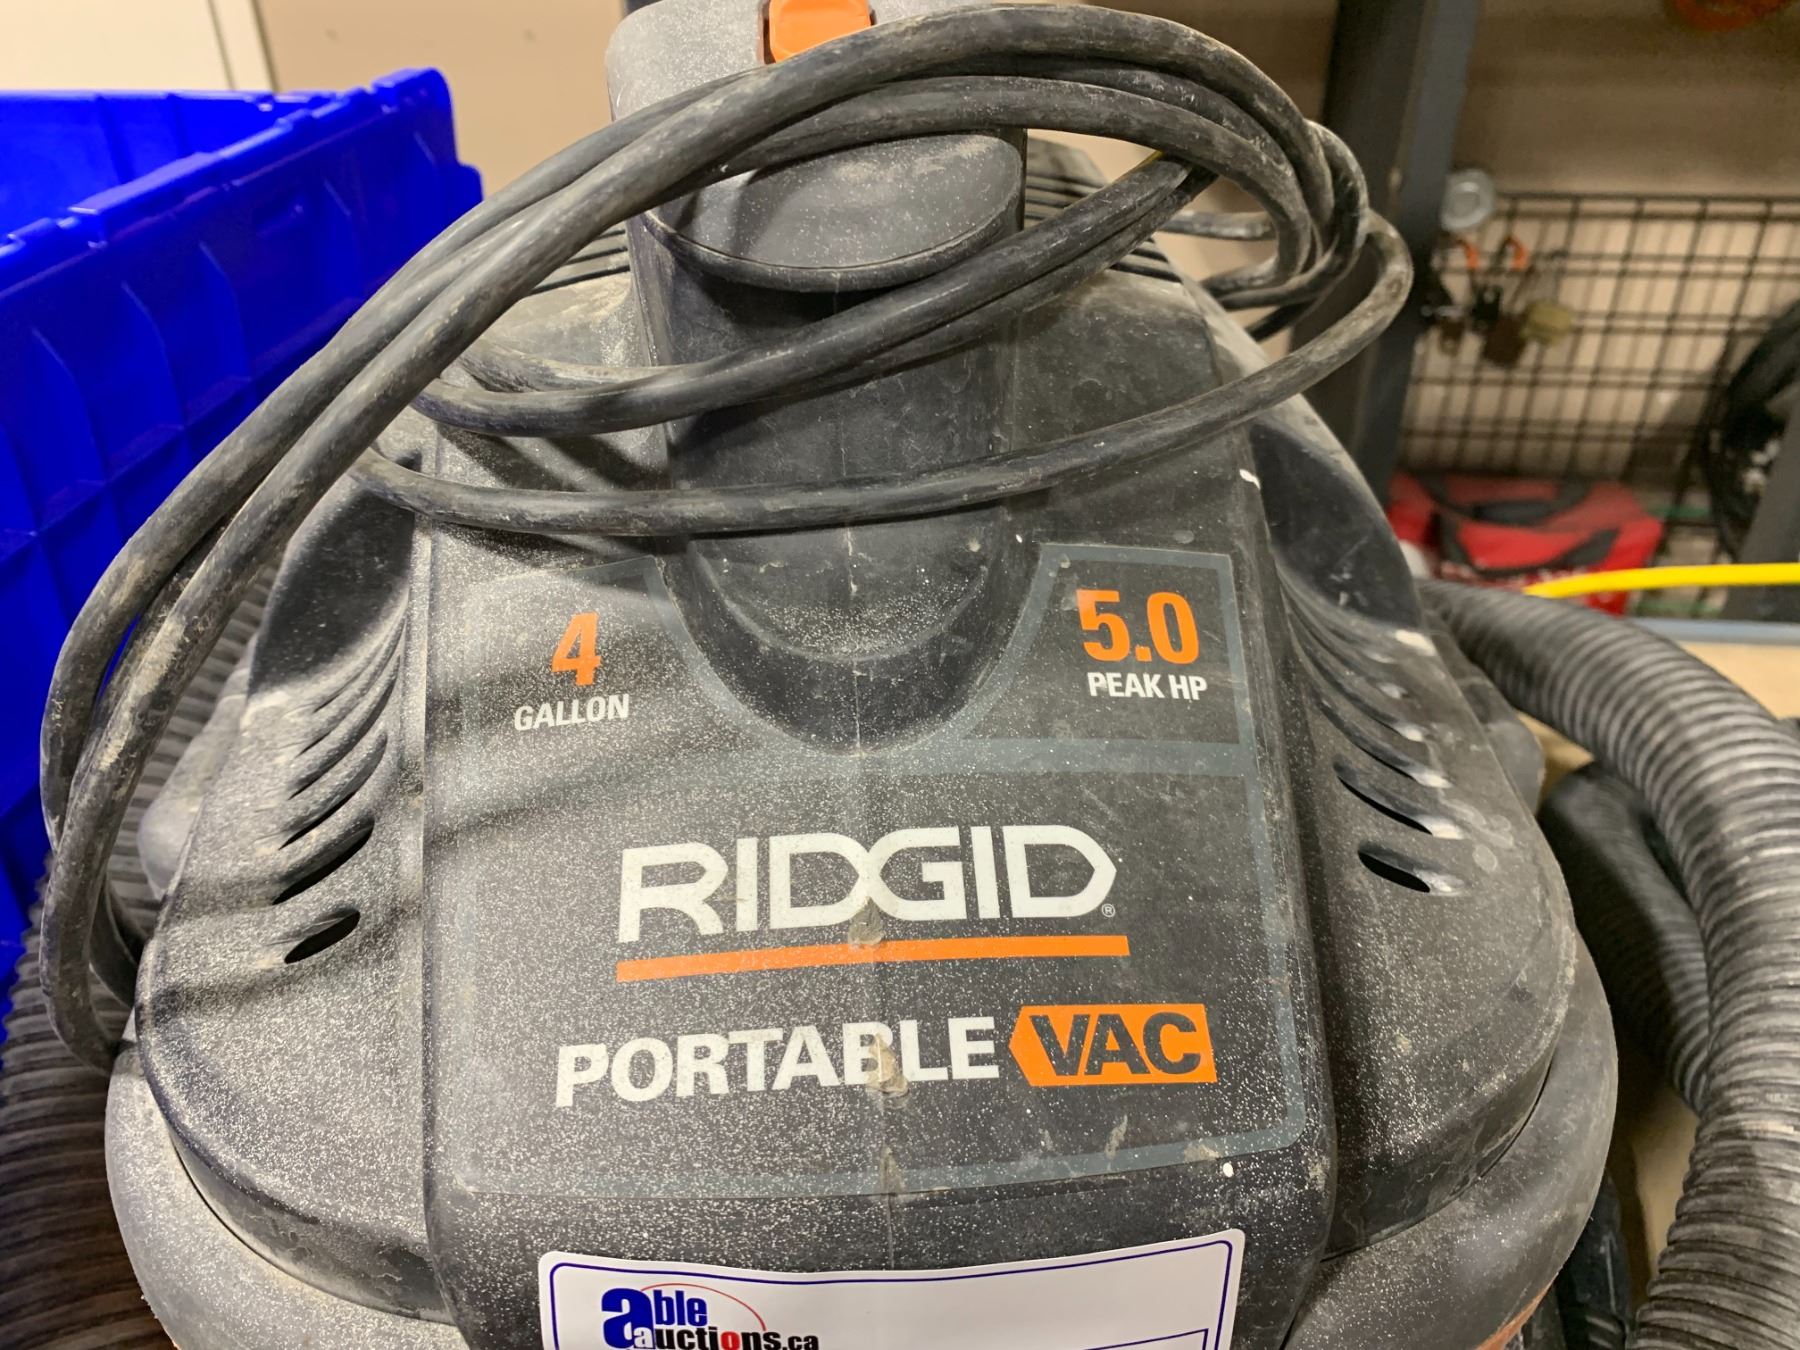 4
GALLON
5.0
PEAK HP
RIDGID®
PORTABLE VAC
able
auctions.ca